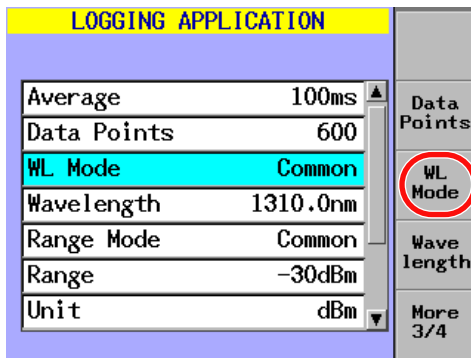 LOGGING APPLICATION
Average 100ms
Data Points 600
WL Mode Common
Wavelength 1310.0nm
Range Mode Common
Range -30dBm
Unit dBm
Data
Points
WL
Mode
Wave
length
More
3/4